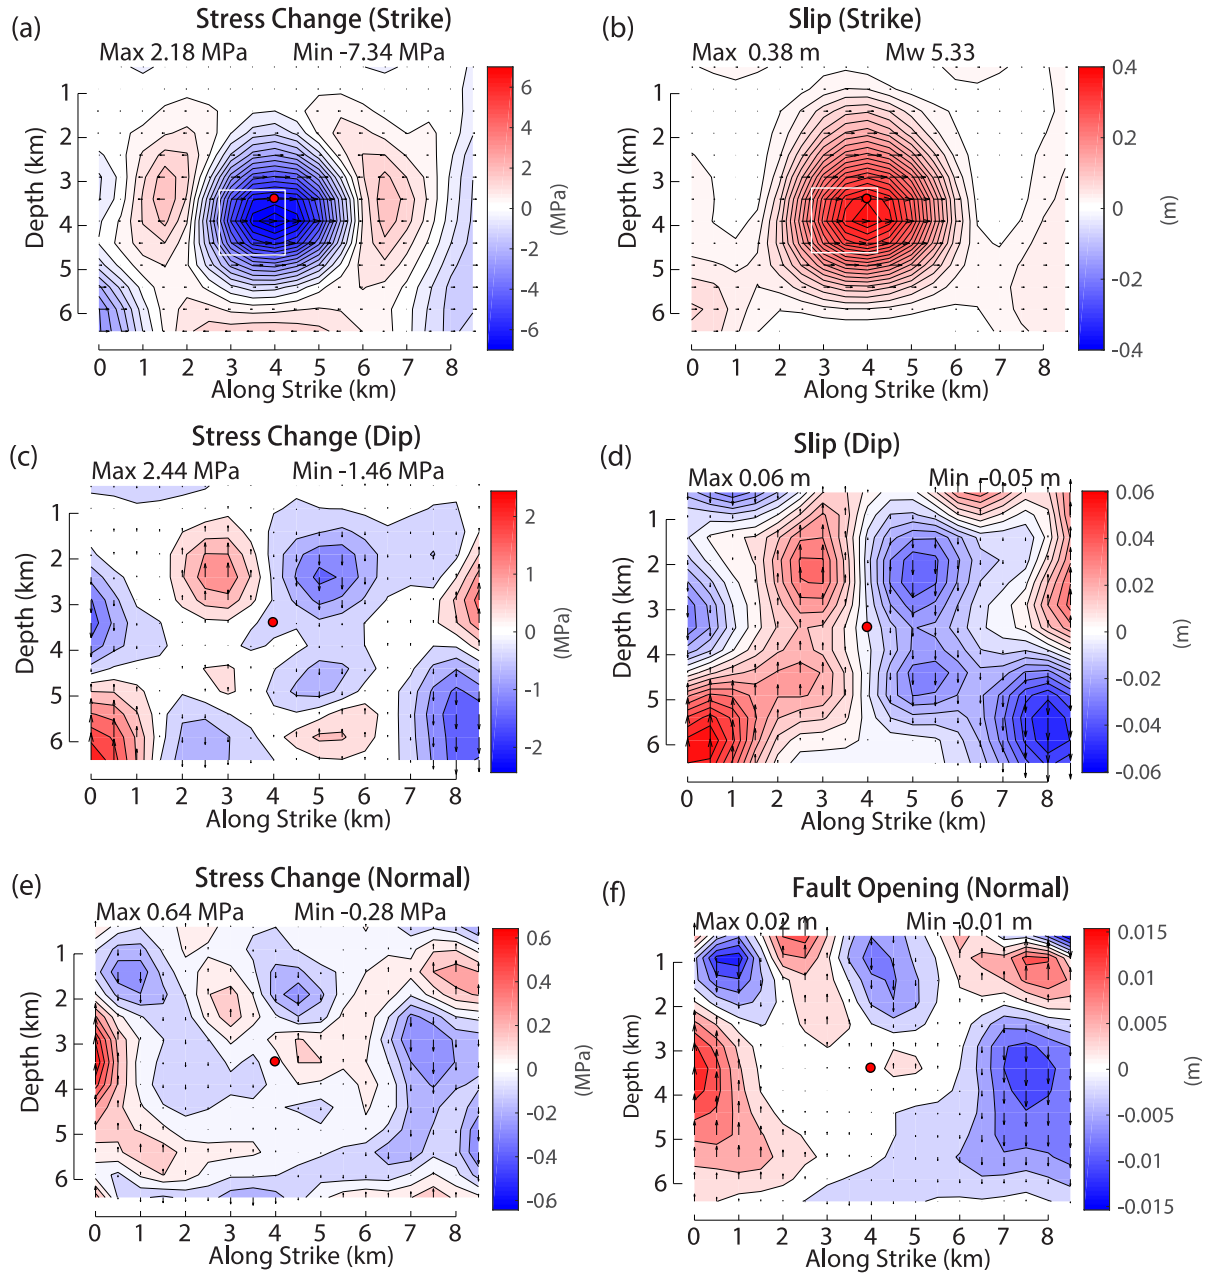 (a)
Stress Change (Strike)
Max 2.18 MPa Min -7.34 MPa
1
2
3
4
5
6
Depth (km)
0 1 2 3 4 5 6 7 8
Along Strike (km)
6
4
2
0
-2
-4
-6
(MPa)
(b)
Slip (Strike)
Max 0.38 m Mw 5.33
1
2
3
4
5
6
Depth (km)
0 1 2 3 4 5 6 7 8
Along Strike (km)
0.4
0.2
0
-0.2
-0.4
(m)
(c)
Stress Change (Dip)
Max 2.44 MPa Min -1.46 MPa
1
2
3
4
5
6
Depth (km)
0 1 2 3 4 5 6 7 8
Along Strike (km)
2
1
0
-1
-2
(MPa)
(d)
Slip (Dip)
Max 0.06 m Min -0.05 m
1
2
3
4
5
6
Depth (km)
0 1 2 3 4 5 6 7 8
Along Strike (km)
0.06
0.04
0.02
0
-0.02
-0.04
-0.06
(m)
(e)
Stress Change (Normal)
Max 0.64 MPa Min -0.28 MPa
1
2
3
4
5
6
Depth (km)
0 1 2 3 4 5 6 7 8
Along Strike (km)
0.6
0.4
0.2
0
-0.2
-0.4
-0.6
(MPa)
(f)
Fault Opening (Normal)
Max 0.02 m Min -0.01 m
1
2
3
4
5
6
Depth (km)
0 1 2 3 4 5 6 7 8
Along Strike (km)
0.015
0.01
0.005
0
-0.005
-0.01
-0.015
(m)